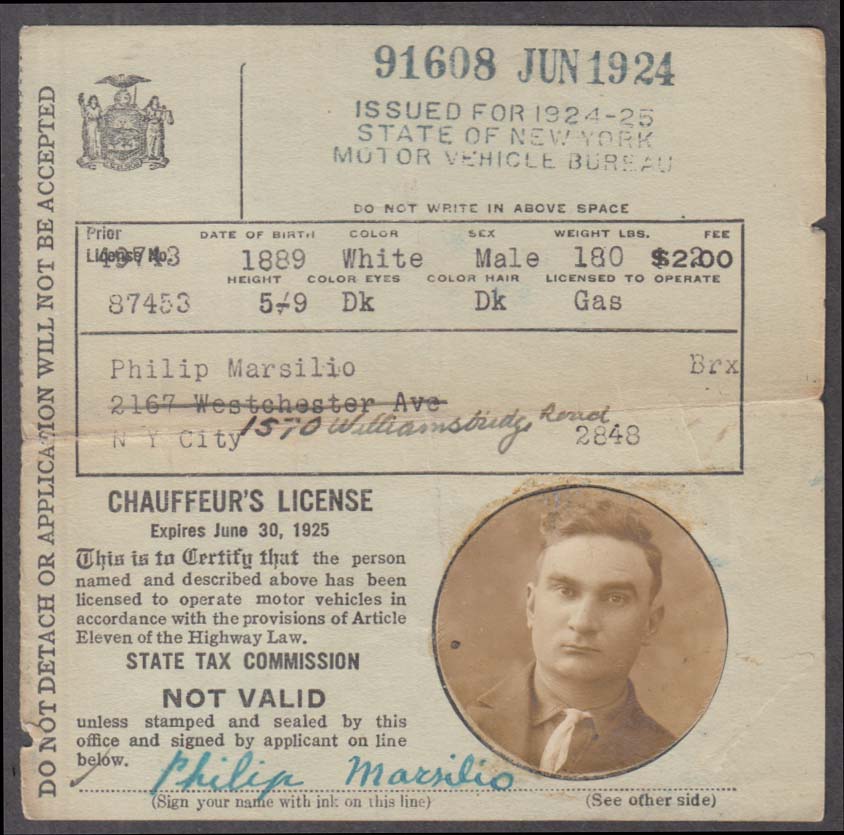 91608 JUN 1924
ISSUED FOR 1924-25
STATE OF NEW YORK
MOTOR VEHICLE BUREAU
DO NOT WRITE IN ABOVE SPACE
DO NOT DETACH OR APPLICATION WILL NOT BE ACCEPTED
Prior DATE OF BIRTH COLOR SEX WEIGHT LBS. FEE
License No. 1889 White Male 180 $2.00
HEIGHT COLOR EYES COLOR HAIR LICENSED TO OPERATE
87453 5-9 Dk Dk Gas
Philip Marsilio Brx
2167 Westchester Ave
N Y City 1570 Williamsbridge Road 2848
CHAUFFEUR'S LICENSE
Expires June 30, 1925
This is to Certify that the person
named and described above has been
licensed to operate motor vehicles in
accordance with the provisions of Article
Eleven of the Highway Law.
STATE TAX COMMISSION
NOT VALID
unless stamped and sealed by this
office and signed by applicant on line
below.
Philip Marsilio
(Sign your name with ink on this line) (See other side)